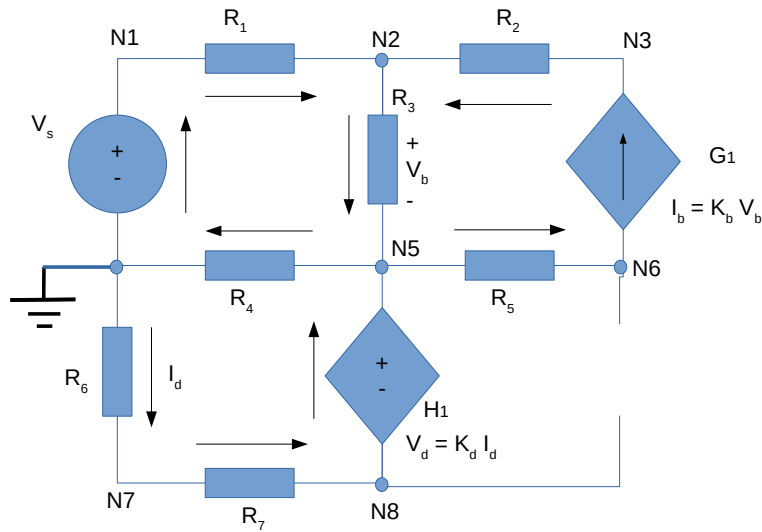 N1
R1
N2
R2
N3
Vs
+
-
R3
+
Vb
-
G1
Ib = Kb Vb
N5
N6
R4
R5
R6
Id
+
-
H1
Vd = Kd Id
N7
R7
N8